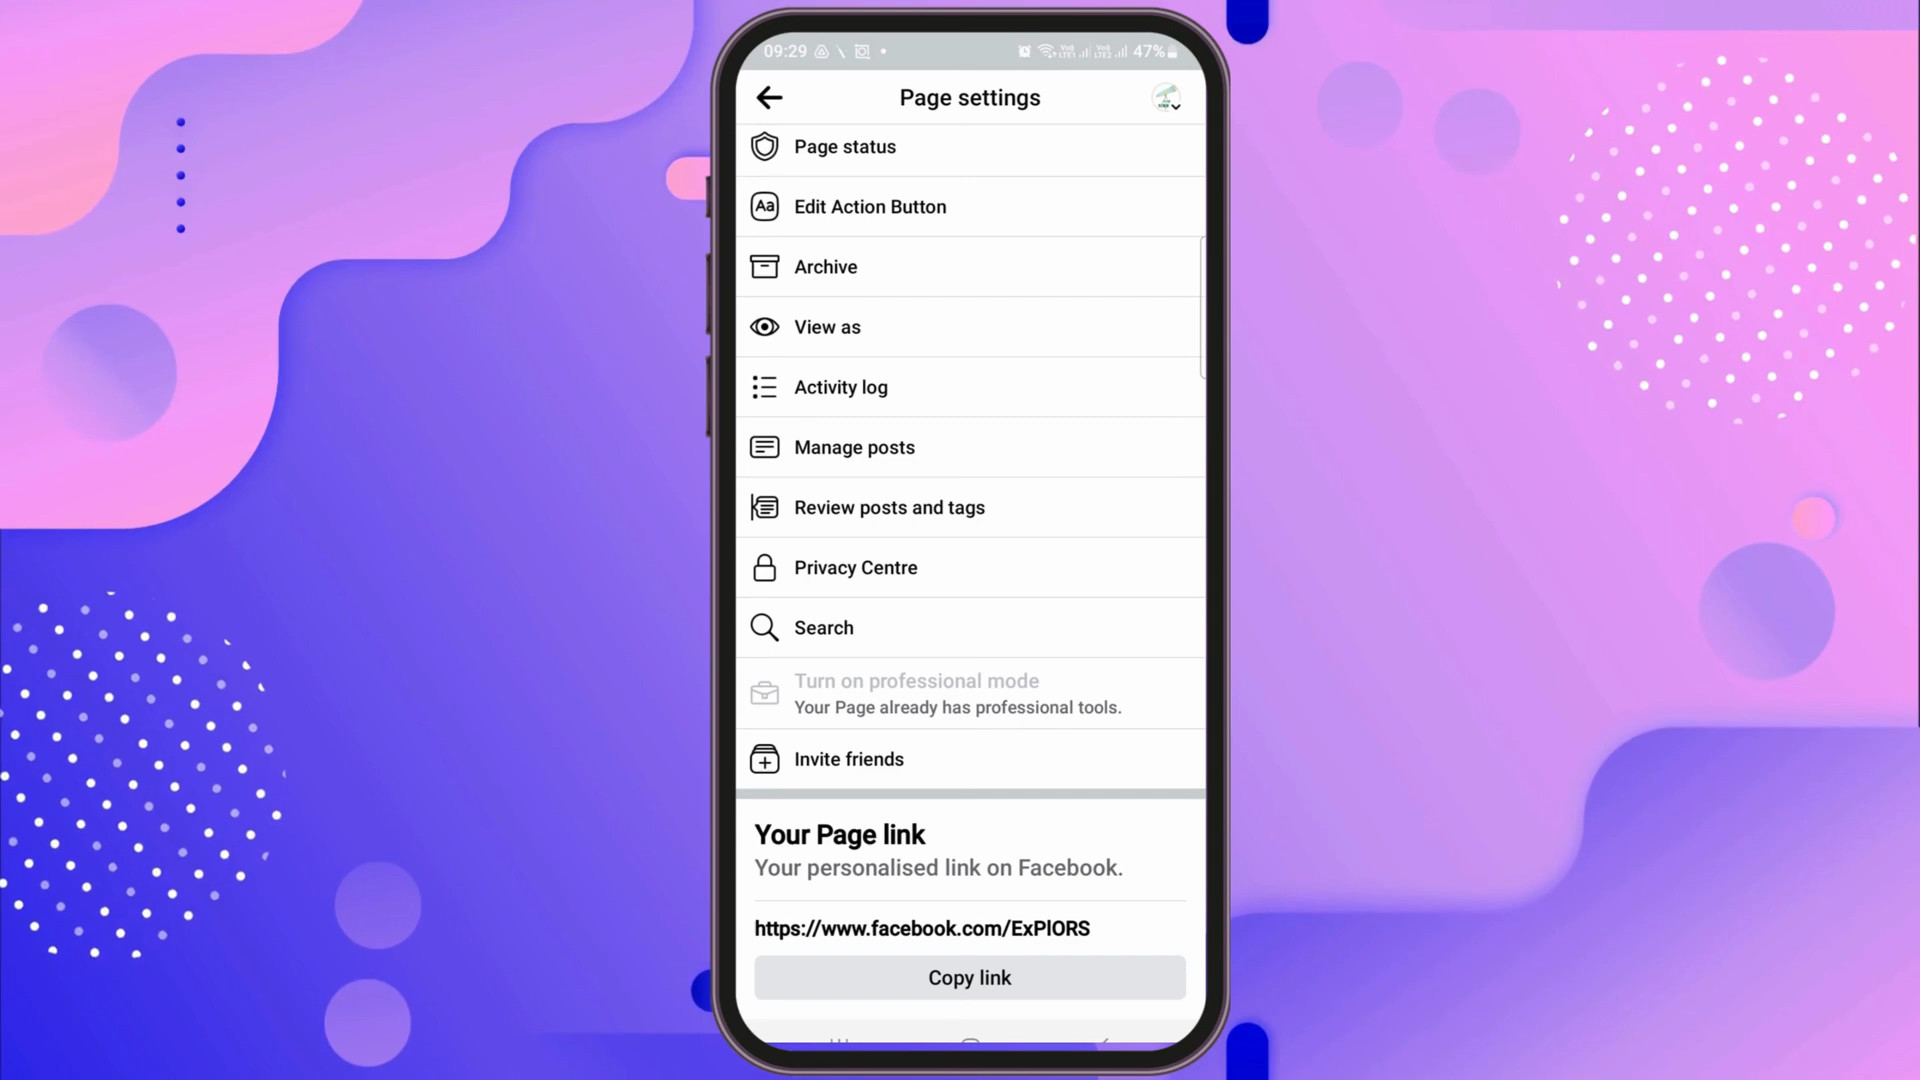 09:29 47%
Page settings
Page status
Aa Edit Action Button
Archive
View as
Activity log
Manage posts
Review posts and tags
Privacy Centre
Search
Turn on professional mode
Your Page already has professional tools.
Invite friends
Your Page link
Your personalised link on Facebook.
https://www.facebook.com/ExPlORS
Copy link